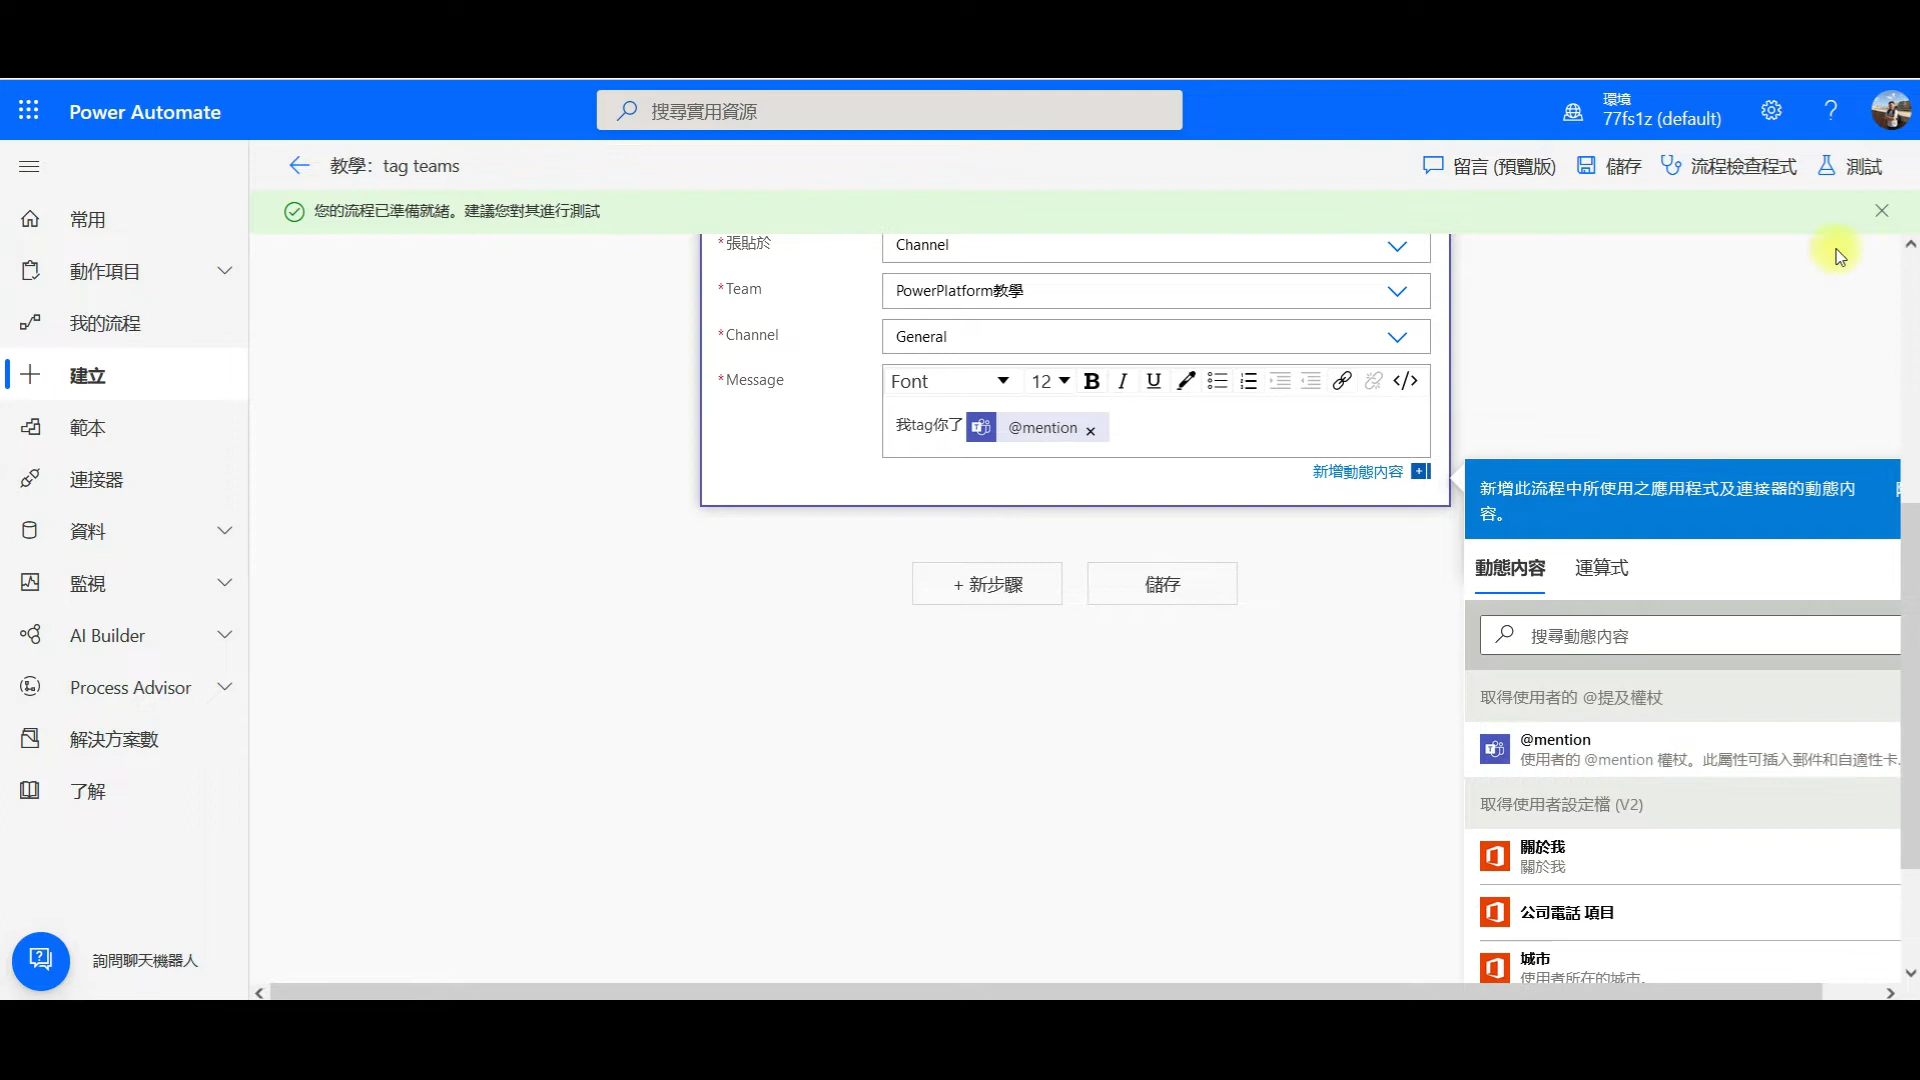 Power Automate
搜尋實用資源
環境
77fs1z (default)
教學: tag teams
留言 (預覽版)
儲存
流程檢查程式
測試
您的流程已準備就緒。建議您對其進行測試
常用
動作項目
我的流程
建立
範本
連接器
資料
監視
AI Builder
Process Advisor
解決方案數
了解
詢問聊天機器人
*張貼於
Channel
*Team
PowerPlatform教學
*Channel
General
*Message
Font
12
B
I
U
我tag你了 @mention ×
新增動態內容
+ 新步驟
儲存
新增此流程中所使用之應用程式及連接器的動態內
容。
動態內容
運算式
搜尋動態內容
取得使用者的 @提及權杖
@mention
使用者的 @mention 權杖。此屬性可插入郵件和自適性卡...
取得使用者設定檔 (V2)
關於我
關於我
公司電話 項目
城市
使用者所在的城市。